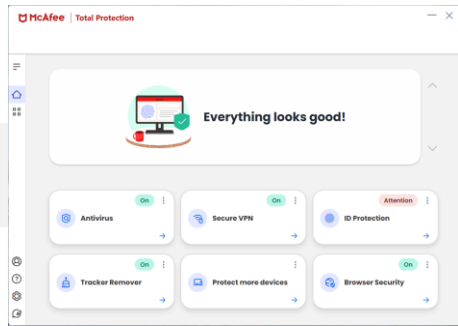 McAfee | Total Protection
Everything looks good!
On
On
Attention
Antivirus
Secure VPN
ID Protection
On
On
Tracker Remover
Protect more devices
Browser Security